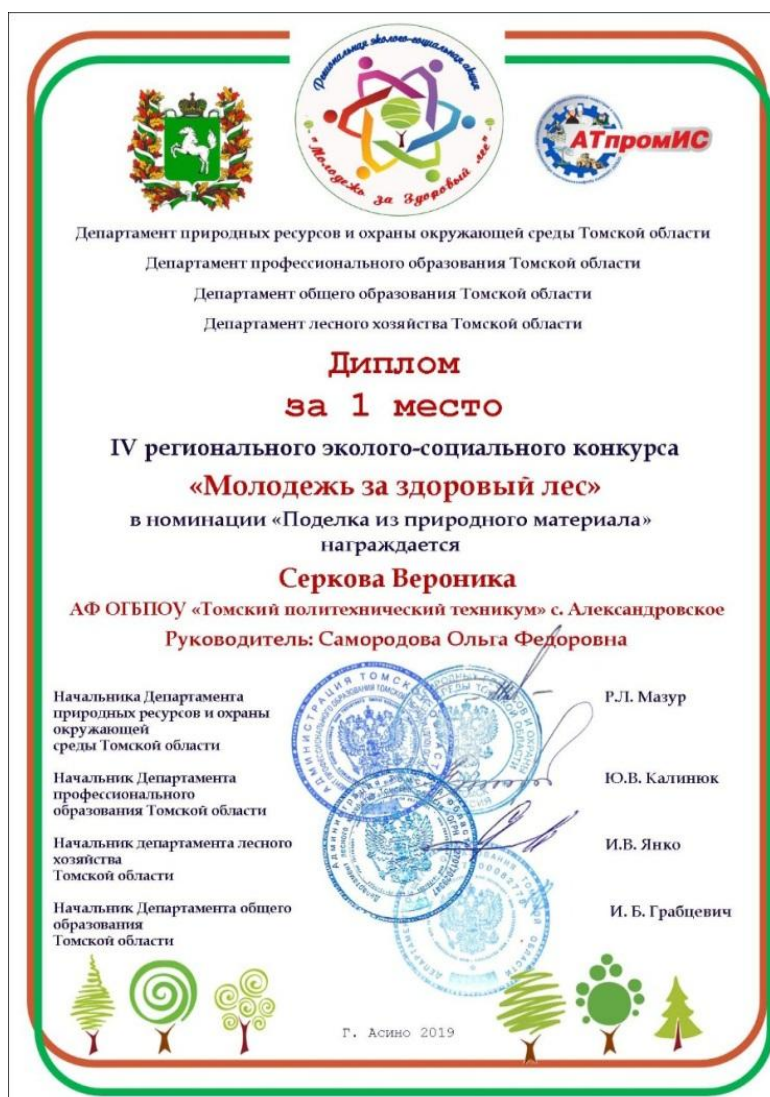 Региональная эколого-социальная акция
"Молодежь за Здоровый лес"
АТпромИС
Департамент природных ресурсов и охраны окружающей среды Томской области
Департамент профессионального образования Томской области
Департамент общего образования Томской области
Департамент лесного хозяйства Томской области
Диплом
за 1 место
IV регионального эколого-социального конкурса
«Молодежь за здоровый лес»
в номинации «Поделка из природного материала»
награждается
Серкова Вероника
АФ ОГБПОУ «Томский политехнический техникум» с. Александровское
Руководитель: Самородова Ольга Федоровна
Начальника Департамента
природных ресурсов и охраны
окружающей
среды Томской области
Р.Л. Мазур
Начальник Департамента
профессионального
образования Томской области
Ю.В. Калинюк
Начальник департамента лесного
хозяйства
Томской области
И.В. Янко
Начальник Департамента общего
образования
Томской области
И. Б. Грабцевич
Г. Асино 2019